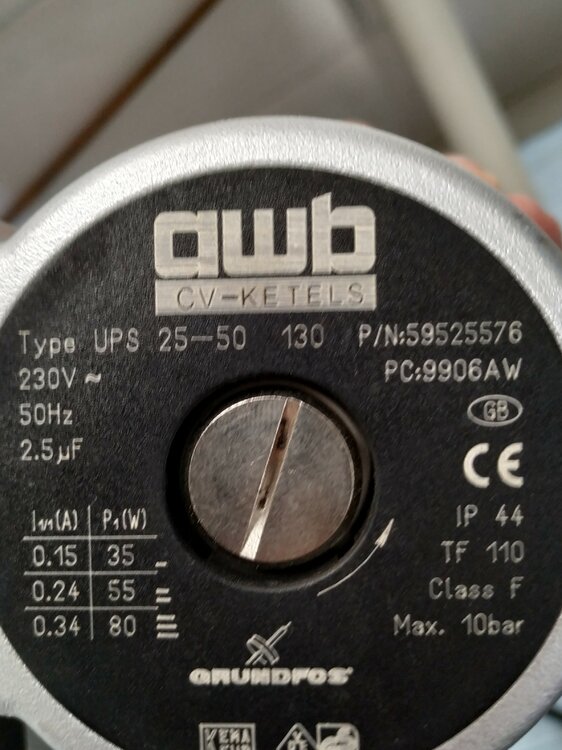 awb
CV-KETELS
Type UPS 25-50 130 P/N:59525576
230V ~ PC:9906AW
50Hz GB
2.5µF CE
I₁/₁(A) P₁(W) IP 44
0.15 35 TF 110
0.24 55 Class F
0.34 80 Max. 10bar
GRUNDFOS
KEMA